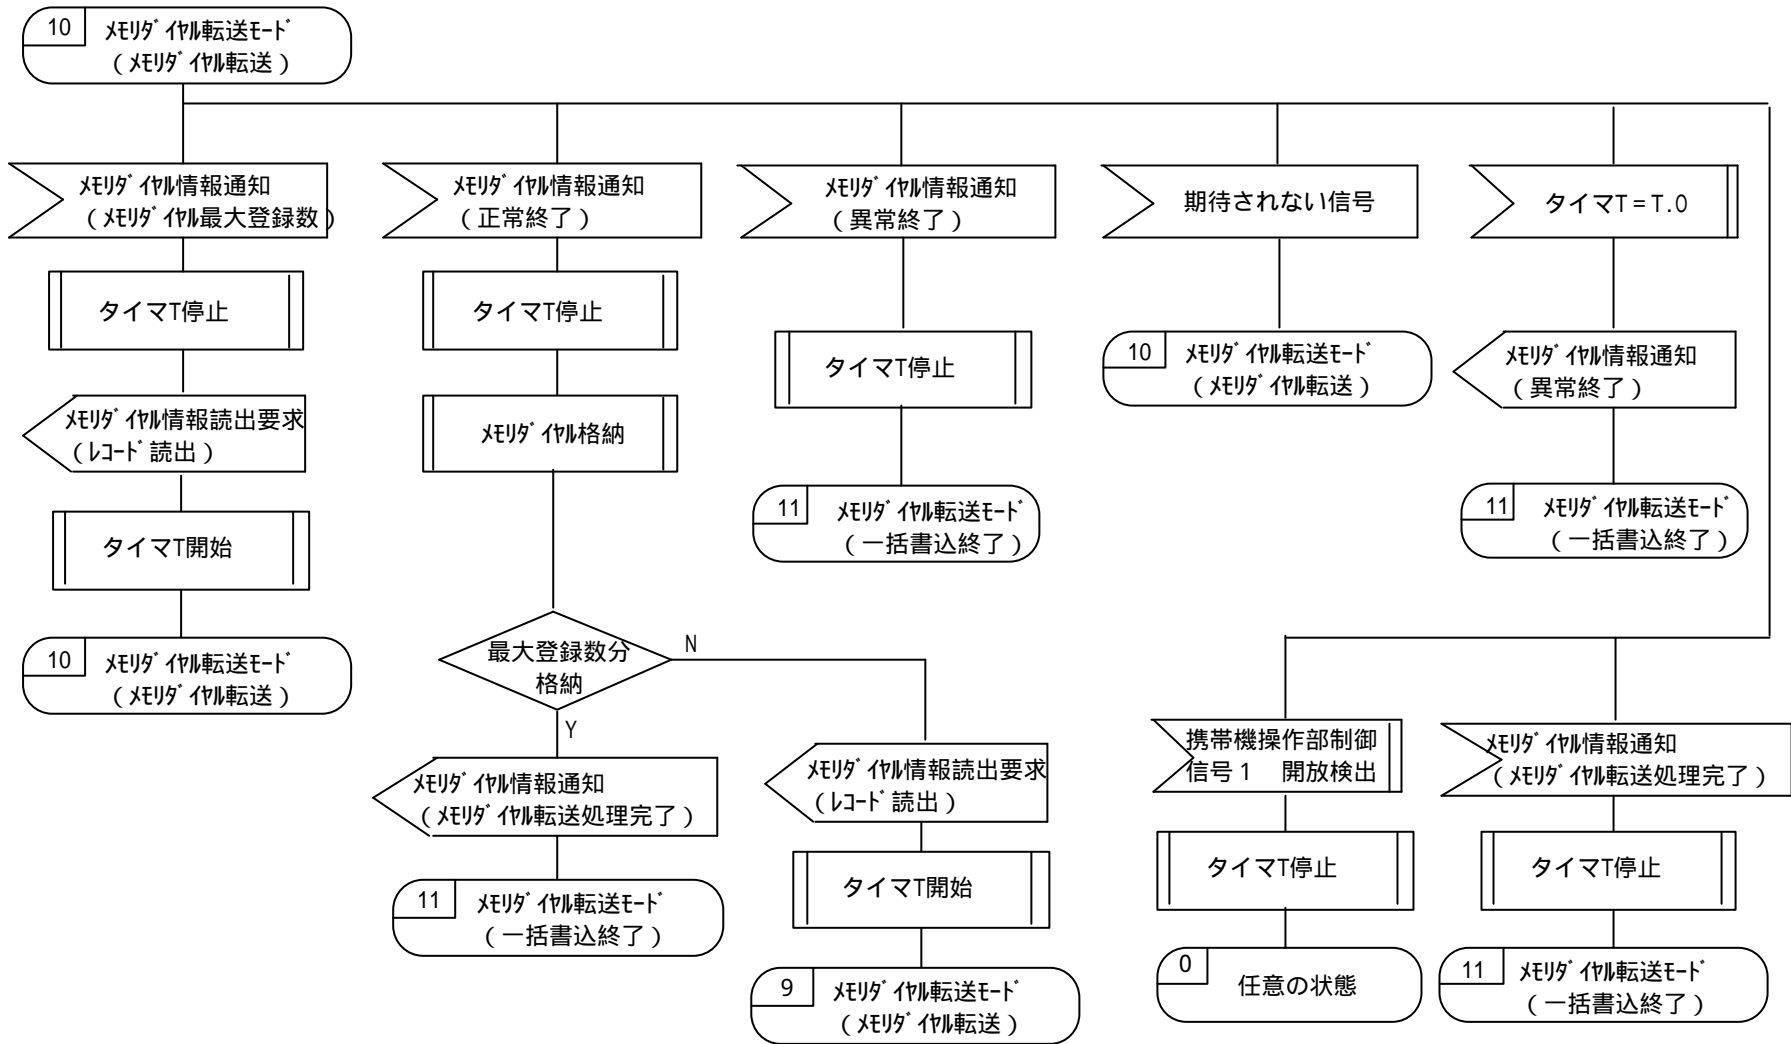 10
ﾒﾓﾘﾀﾞｲﾔﾙ転送ﾓｰﾄﾞ
（ﾒﾓﾘﾀﾞｲﾔﾙ転送）
ﾒﾓﾘﾀﾞｲﾔﾙ情報通知
（ﾒﾓﾘﾀﾞｲﾔﾙ最大登録数）
タイマT停止
ﾒﾓﾘﾀﾞｲﾔﾙ情報読出要求
（ﾚｺｰﾄﾞ読出）
タイマT開始
10
ﾒﾓﾘﾀﾞｲﾔﾙ転送ﾓｰﾄﾞ
（ﾒﾓﾘﾀﾞｲﾔﾙ転送）
ﾒﾓﾘﾀﾞｲﾔﾙ情報通知
（正常終了）
タイマT停止
ﾒﾓﾘﾀﾞｲﾔﾙ格納
最大登録数分
格納
N
Y
ﾒﾓﾘﾀﾞｲﾔﾙ情報通知
（ﾒﾓﾘﾀﾞｲﾔﾙ転送処理完了）
11
ﾒﾓﾘﾀﾞｲﾔﾙ転送ﾓｰﾄﾞ
（一括書込終了）
ﾒﾓﾘﾀﾞｲﾔﾙ情報読出要求
（ﾚｺｰﾄﾞ読出）
タイマT開始
9
ﾒﾓﾘﾀﾞｲﾔﾙ転送ﾓｰﾄﾞ
（ﾒﾓﾘﾀﾞｲﾔﾙ転送）
ﾒﾓﾘﾀﾞｲﾔﾙ情報通知
（異常終了）
タイマT停止
11
ﾒﾓﾘﾀﾞｲﾔﾙ転送ﾓｰﾄﾞ
（一括書込終了）
期待されない信号
10
ﾒﾓﾘﾀﾞｲﾔﾙ転送ﾓｰﾄﾞ
（ﾒﾓﾘﾀﾞｲﾔﾙ転送）
タイマT=T.O
ﾒﾓﾘﾀﾞｲﾔﾙ情報通知
（異常終了）
11
ﾒﾓﾘﾀﾞｲﾔﾙ転送ﾓｰﾄﾞ
（一括書込終了）
携帯機操作部制御
信号１　開放検出
タイマT停止
0
任意の状態
ﾒﾓﾘﾀﾞｲﾔﾙ情報通知
（ﾒﾓﾘﾀﾞｲﾔﾙ転送処理完了）
タイマT停止
11
ﾒﾓﾘﾀﾞｲﾔﾙ転送ﾓｰﾄﾞ
（一括書込終了）